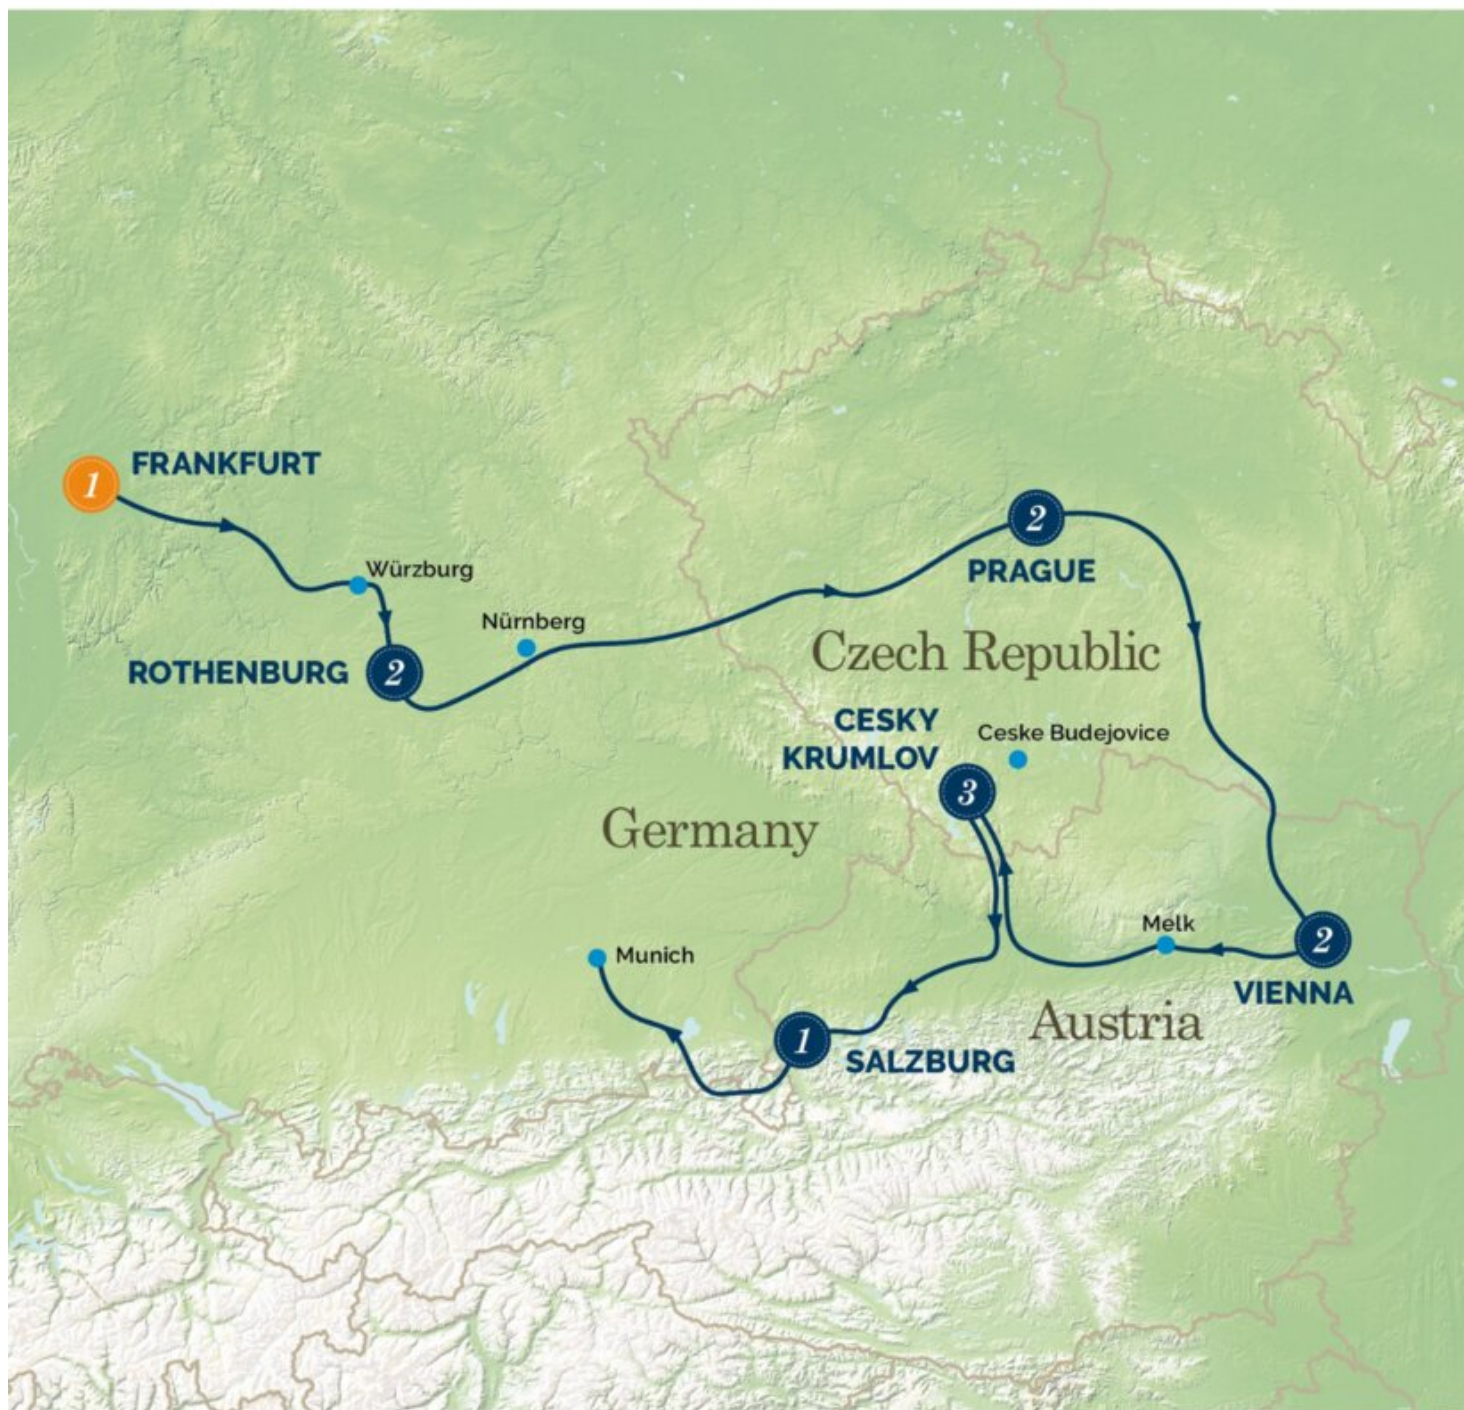 FRANKFURT
1
Würzburg
Nürnberg
ROTHENBURG
2
2
PRAGUE
Czech Republic
CESKY
KRUMLOV
Ceske Budejovice
3
Germany
Melk
2
VIENNA
Munich
Austria
1
SALZBURG